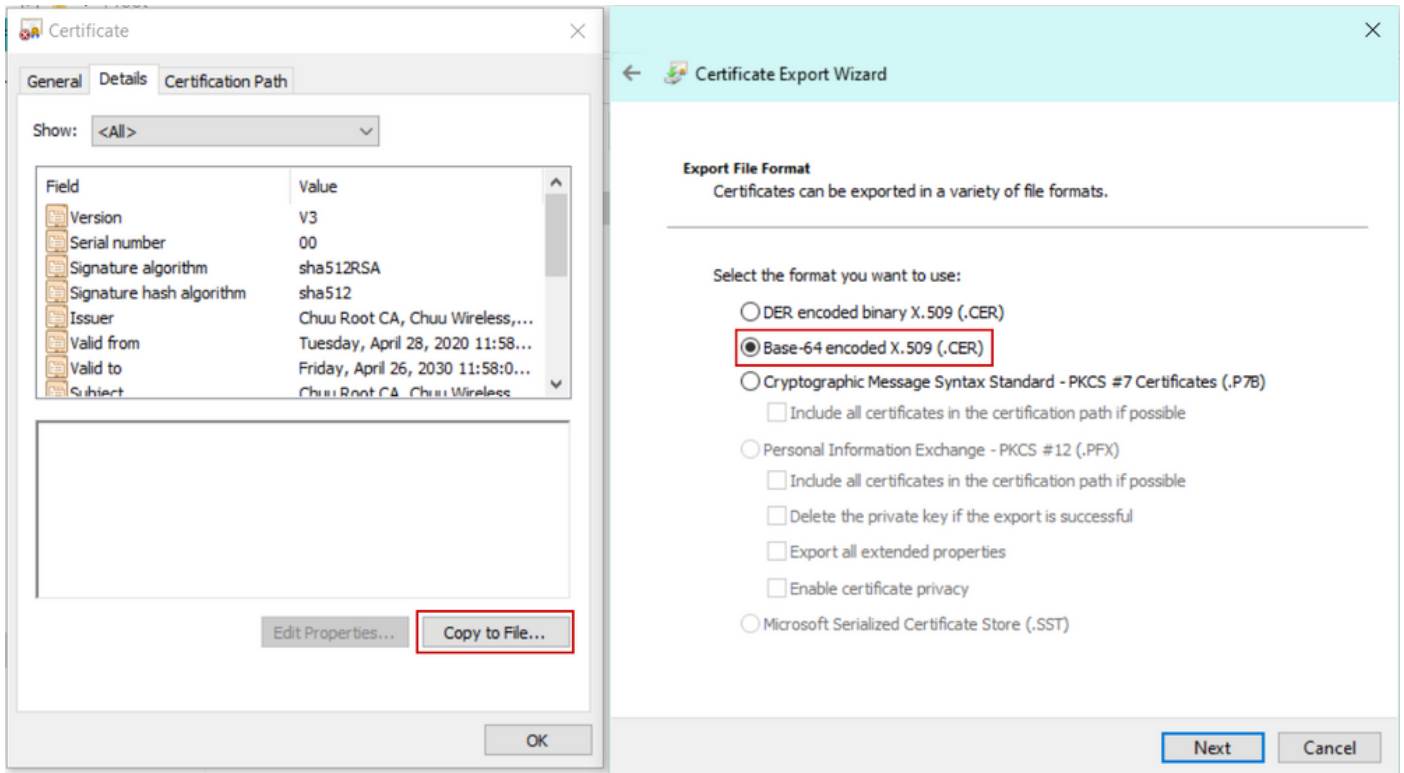 Certificate
General Details Certification Path
Show: <All>
Field Value
Version V3
Serial number 00
Signature algorithm sha512RSA
Signature hash algorithm sha512
Issuer Chuu Root CA, Chuu Wireless,...
Valid from Tuesday, April 28, 2020 11:58...
Valid to Friday, April 26, 2030 11:58:0...
Subject Chuu Root CA, Chuu Wireless
Edit Properties...
Copy to File...
OK
Certificate Export Wizard
Export File Format
Certificates can be exported in a variety of file formats.
Select the format you want to use:
DER encoded binary X.509 (.CER)
Base-64 encoded X.509 (.CER)
Cryptographic Message Syntax Standard - PKCS #7 Certificates (.P7B)
Include all certificates in the certification path if possible
Personal Information Exchange - PKCS #12 (.PFX)
Include all certificates in the certification path if possible
Delete the private key if the export is successful
Export all extended properties
Enable certificate privacy
Microsoft Serialized Certificate Store (.SST)
Next
Cancel